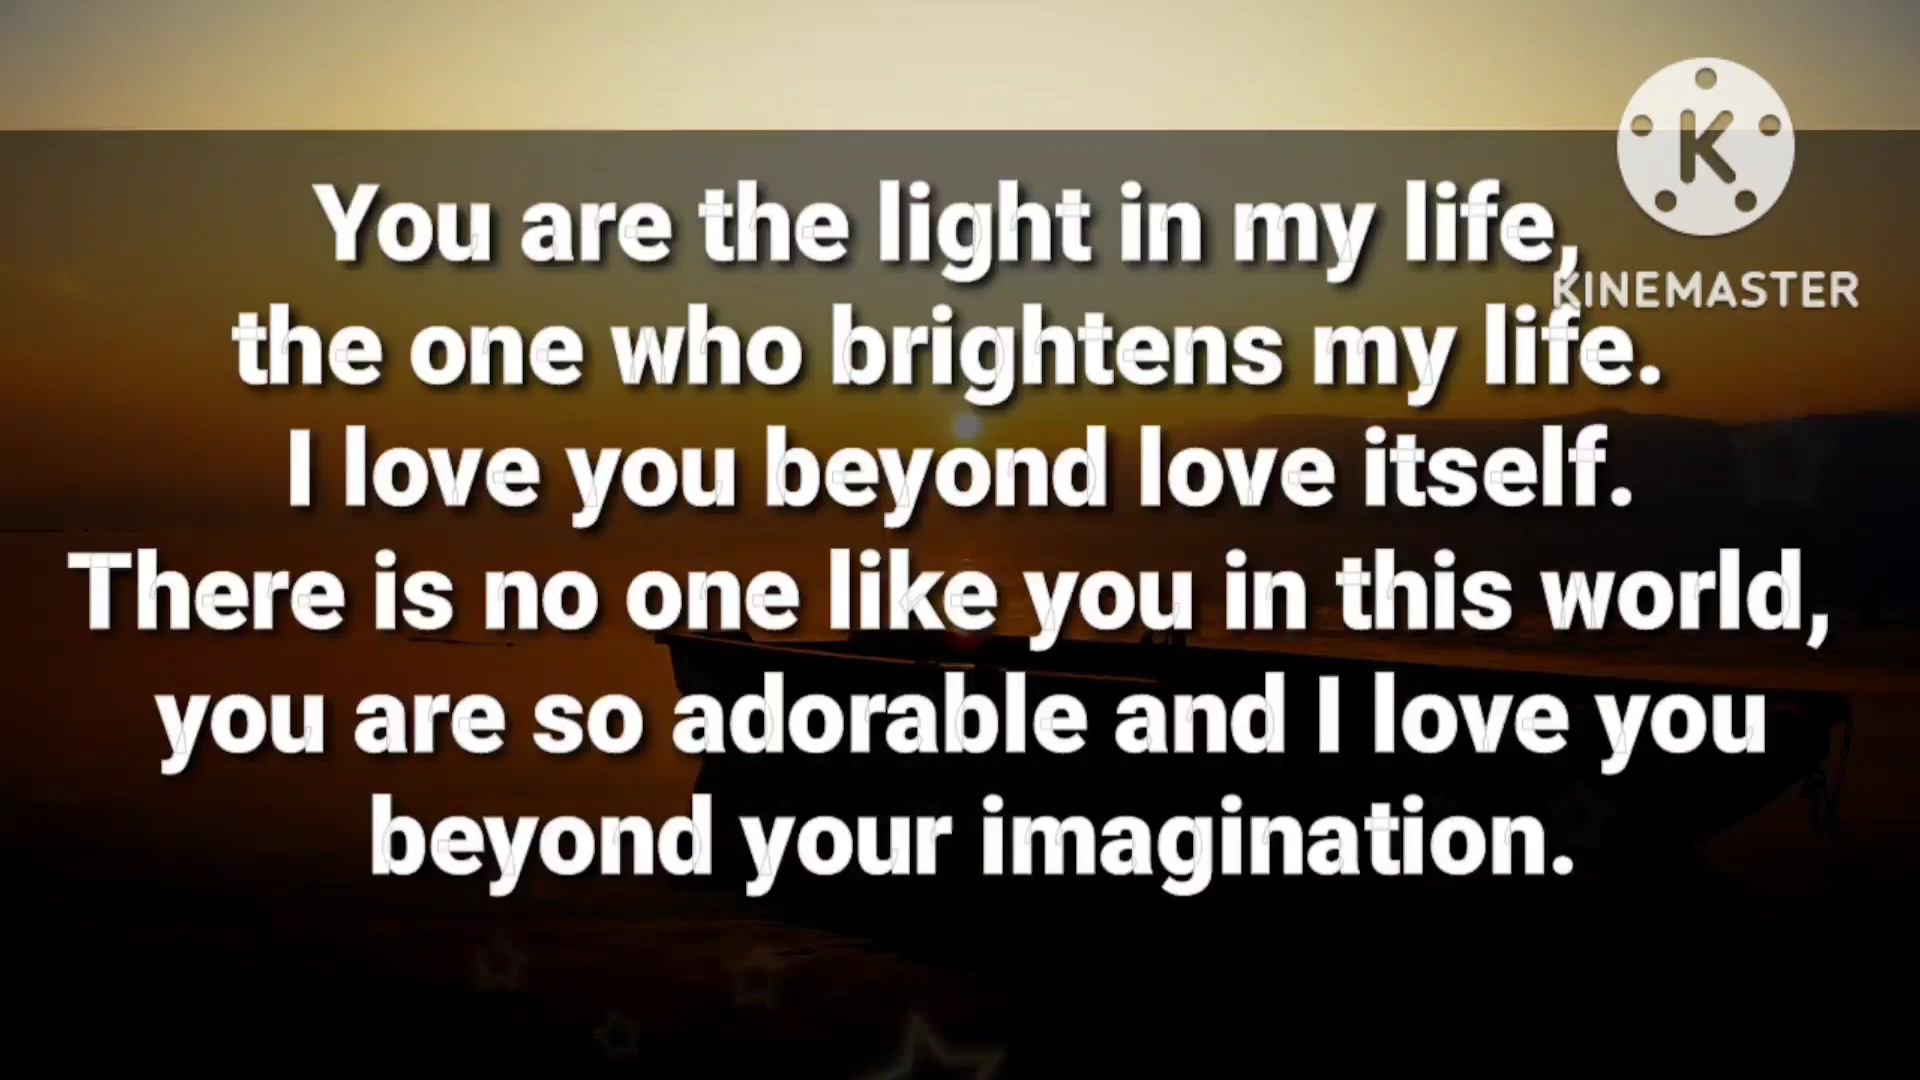 You are the light in my life,
KINEMASTER
the one who brightens my life.
I love you beyond love itself.
There is no one like you in this world,
you are so adorable and I love you
beyond your imagination.